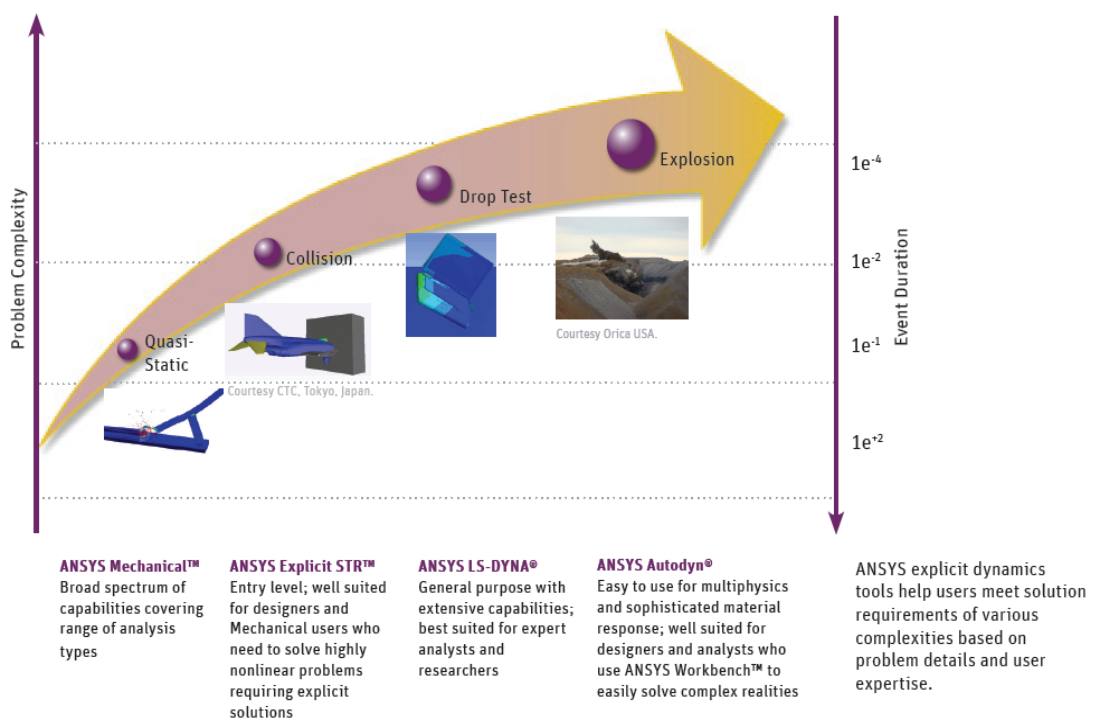 Problem Complexity
Explosion
Drop Test
Collision
Quasi-
Static
Courtesy CTC, Tokyo, Japan.
Courtesy Orica USA.
1e-4
1e-2
1e-1
1e+2
Event Duration
ANSYS Mechanical™
Broad spectrum of
capabilities covering
range of analysis
types
ANSYS Explicit STR™
Entry level; well suited
for designers and
Mechanical users who
need to solve highly
nonlinear problems
requiring explicit
solutions
ANSYS LS-DYNA®
General purpose with
extensive capabilities;
best suited for expert
analysts and
researchers
ANSYS Autodyn®
Easy to use for multiphysics
and sophisticated material
response; well suited for
designers and analysts who
use ANSYS Workbench™ to
easily solve complex realities
ANSYS explicit dynamics
tools help users meet solution
requirements of various
complexities based on
problem details and user
expertise.